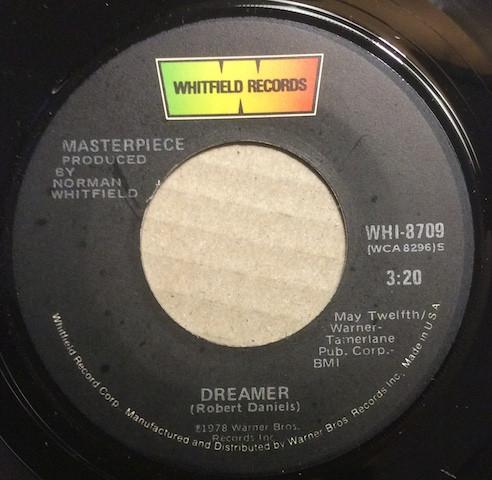 WHITFIELD RECORDS
MASTERPIECE
PRODUCED
BY
NORMAN
WHITFIELD
WHI-8709
(WCA 8296)S
3:20
May Twelfth/
Warner-
Tamerlane
Pub. Corp.-
BMI
DREAMER
(Robert Daniels)
℗1978 Warner Bros.
Records Inc.
Whitfield Record Corp. Manufactured and Distributed by Warner Bros Records Inc. Made in U.S.A